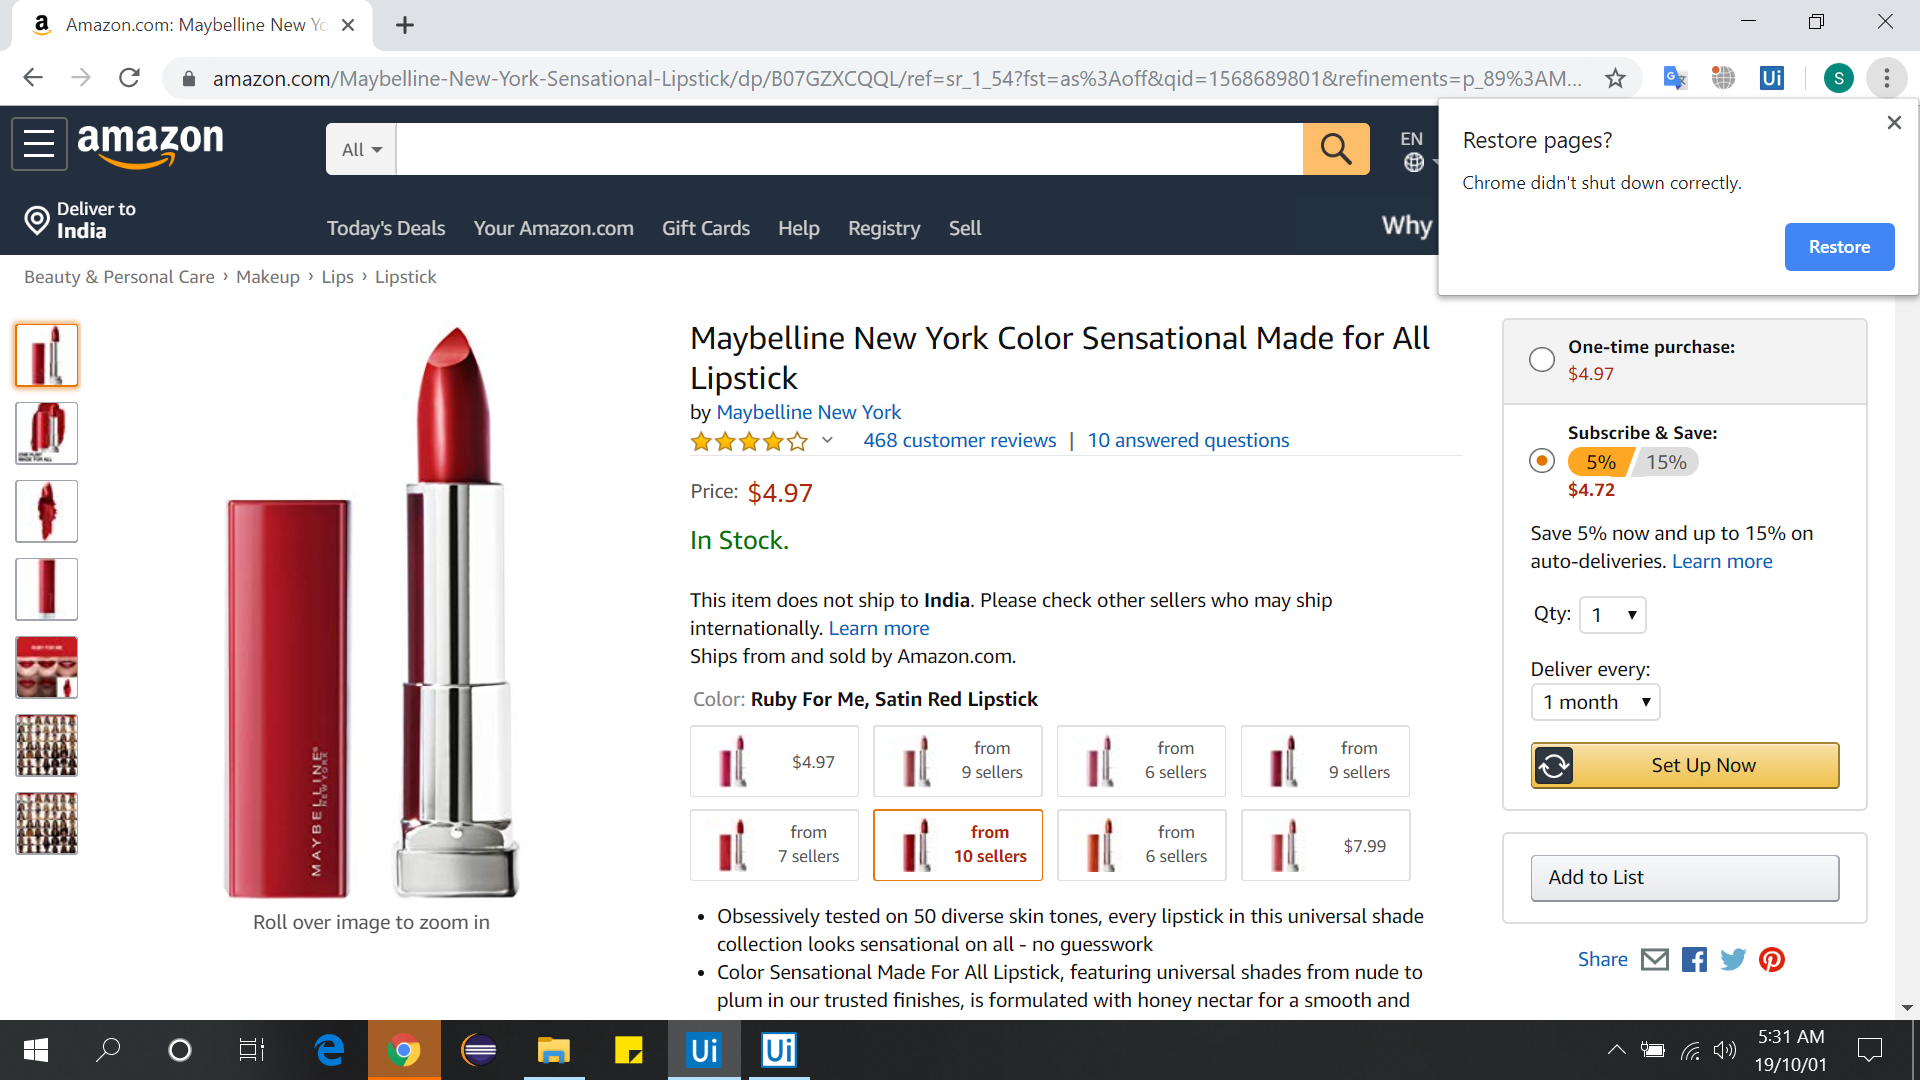 Amazon.com: Maybelline New Yo
amazon.com/Maybelline-New-York-Sensational-Lipstick/dp/B07GZXCQQL/ref=sr_1_54?fst=as%3Aoff&qid=1568689801&refinements=p_89%3AM...
S
Restore pages?
Chrome didn't shut down correctly.
Restore
amazon
All
EN
Deliver to
India
Today's Deals
Your Amazon.com
Gift Cards
Help
Registry
Sell
Why
Beauty & Personal Care › Makeup › Lips › Lipstick
MAYBELLINE
NEW YORK
Roll over image to zoom in
Maybelline New York Color Sensational Made for All
Lipstick
by Maybelline New York
468 customer reviews | 10 answered questions
Price: $4.97
In Stock.
This item does not ship to India. Please check other sellers who may ship
internationally. Learn more
Ships from and sold by Amazon.com.
Color: Ruby For Me, Satin Red Lipstick
$4.97
from
9 sellers
from
6 sellers
from
9 sellers
from
7 sellers
from
10 sellers
from
6 sellers
$7.99
• Obsessively tested on 50 diverse skin tones, every lipstick in this universal shade
collection looks sensational on all - no guesswork
• Color Sensational Made For All Lipstick, featuring universal shades from nude to
plum in our trusted finishes, is formulated with honey nectar for a smooth and
One-time purchase:
$4.97
Subscribe & Save:
5% 15%
$4.72
Save 5% now and up to 15% on
auto-deliveries. Learn more
Qty: 1
Deliver every:
1 month
Set Up Now
Add to List
Share
Ui
Ui
5:31 AM
19/10/01